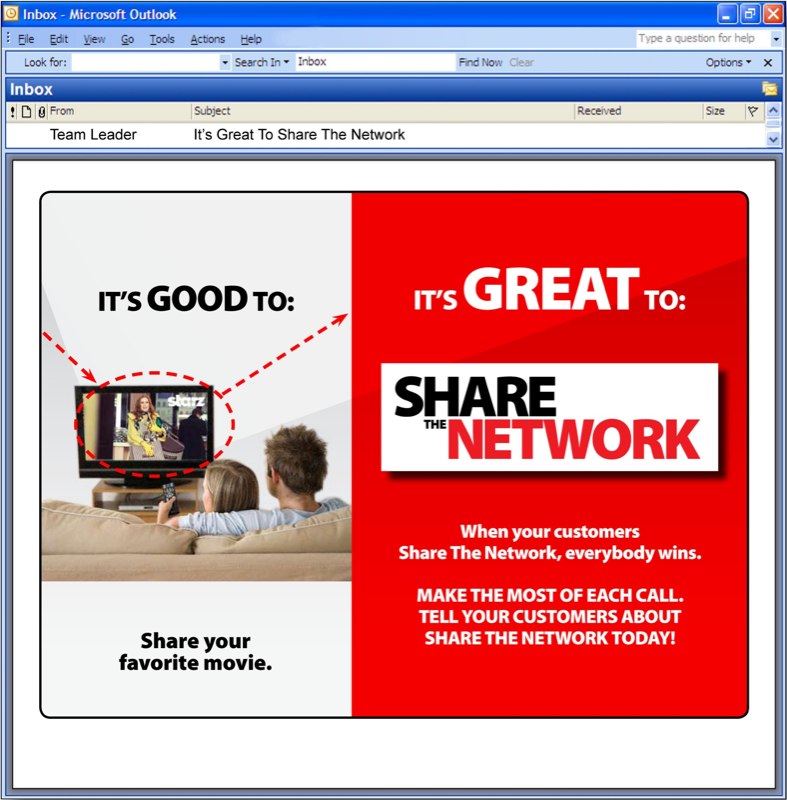 Inbox - Microsoft Outlook
File Edit View Go Tools Actions Help Type a question for help
Look for: Search In Inbox Find Now Clear Options
Inbox
! From Subject Received Size
Team Leader It's Great To Share The Network
IT'S GOOD TO:
starz
Share your
favorite movie.
IT'S GREAT TO:
SHARE
THE NETWORK
When your customers
Share The Network, everybody wins.
MAKE THE MOST OF EACH CALL.
TELL YOUR CUSTOMERS ABOUT
SHARE THE NETWORK TODAY!